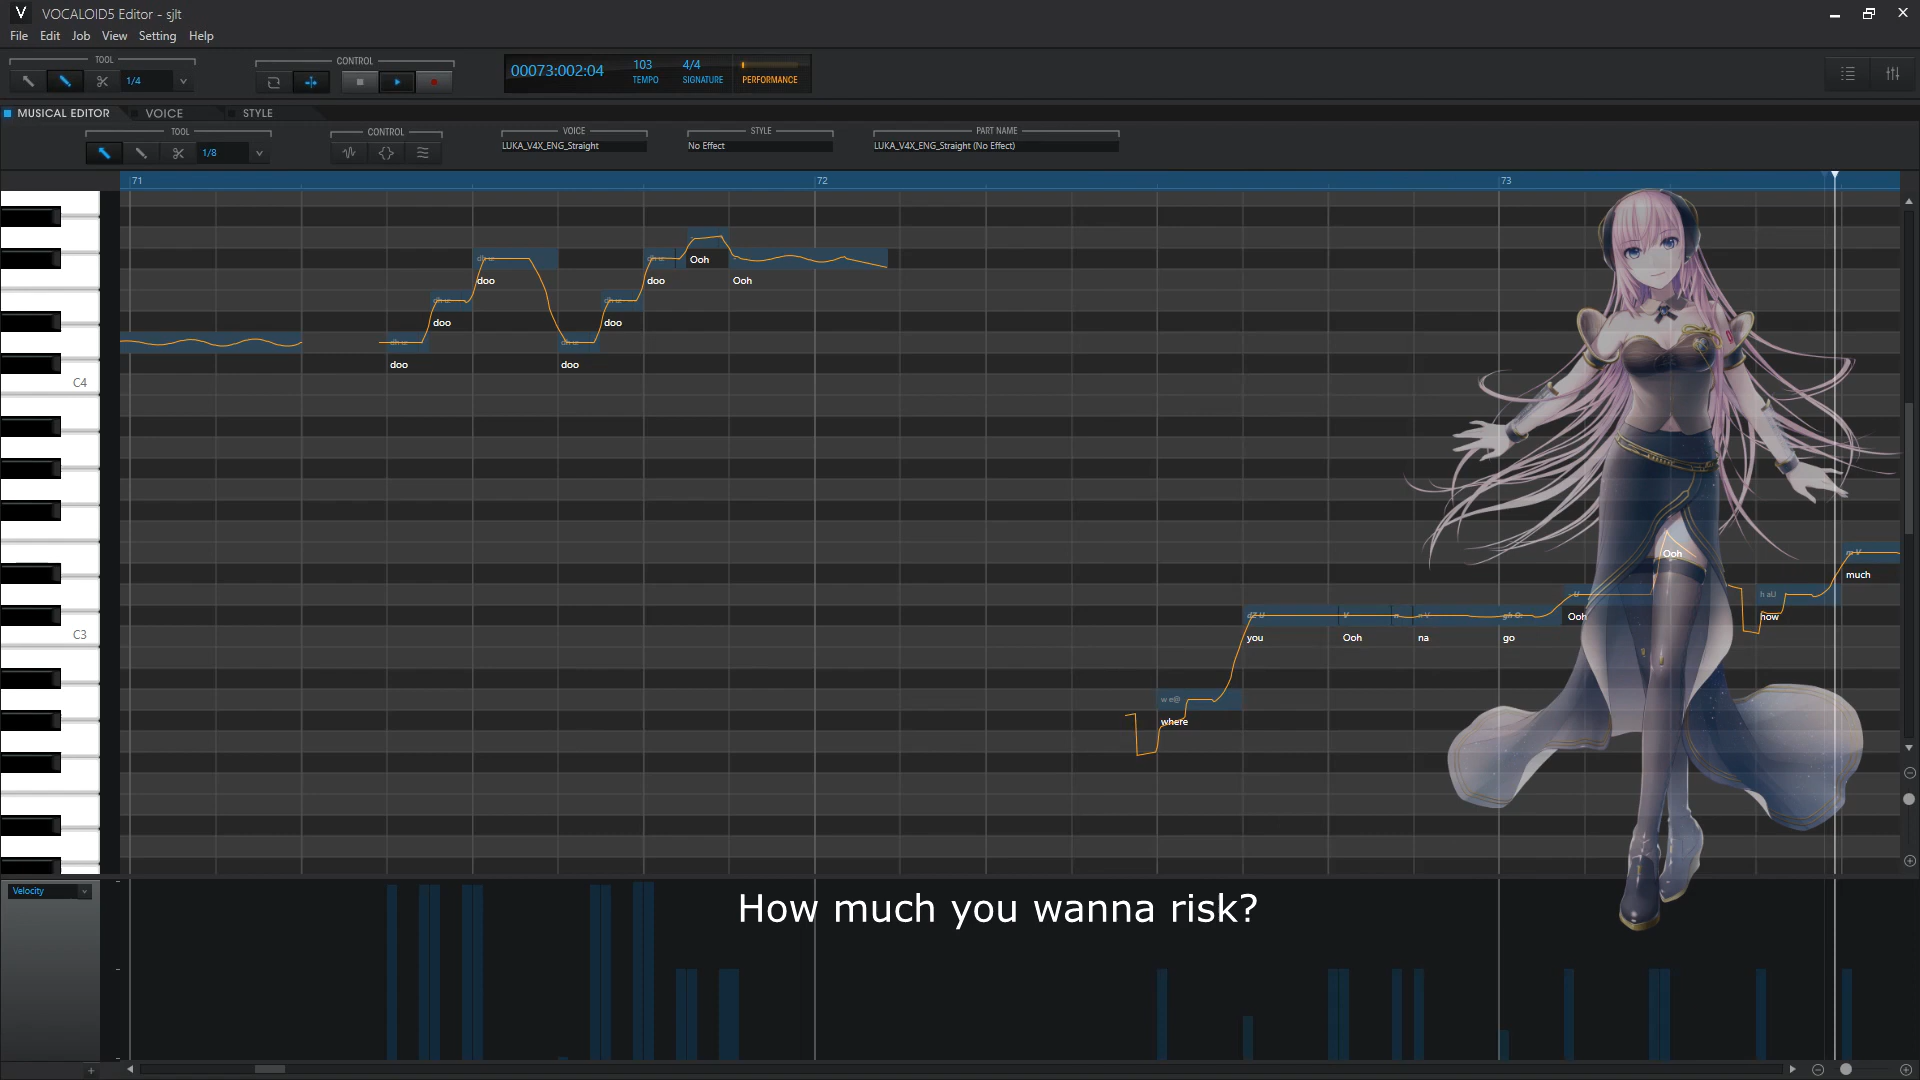 V VOCALOID5 Editor - sjlt
File Edit Job View Setting Help
TOOL CONTROL
1/4
00073:002:04 103 TEMPO 4/4 SIGNATURE PERFORMANCE
MUSICAL EDITOR VOICE STYLE
TOOL CONTROL VOICE STYLE PART NAME
1/8 LUKA_V4X_ENG_Straight No Effect LUKA_V4X_ENG_Straight (No Effect)
71 72 73
doo doo doo doo doo doo Ooh Ooh
C4
C3
where you Ooh na go Ooh Ooh how much
w e@
h aU
Velocity
How much you wanna risk?